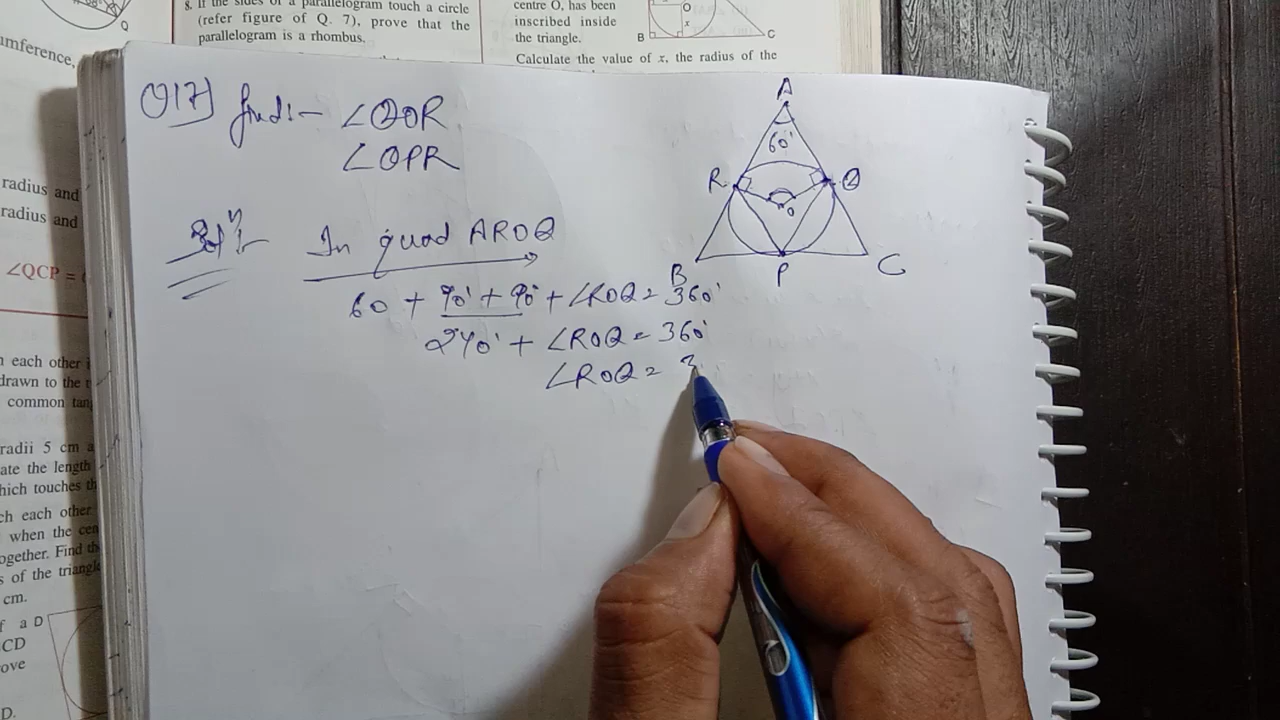 8. If the sides of a parallelogram touch a circle
(refer figure of Q. 7), prove that the
parallelogram is a rhombus.
centre O, has been
inscribed inside
the triangle.
Calculate the value of x, the radius of the
O
x
B
C
Q
umference,
radius and
radius and
∠QCP =
n each other
drawn to the
common tang
radii 5 cm a
ate the length
hich touches th
ch each other
when the cen
ogether. Find th
s of the triangle
cm.
f a D
CD
ove
D.
Q17) find:- ∠QOR
∠OPR
Sol^n
In quad AROQ
60 + 90° + 90° + ∠ROQ = 360°
240° + ∠ROQ = 360°
∠ROQ = 3
A
60°
R
Q
O
B
P
C